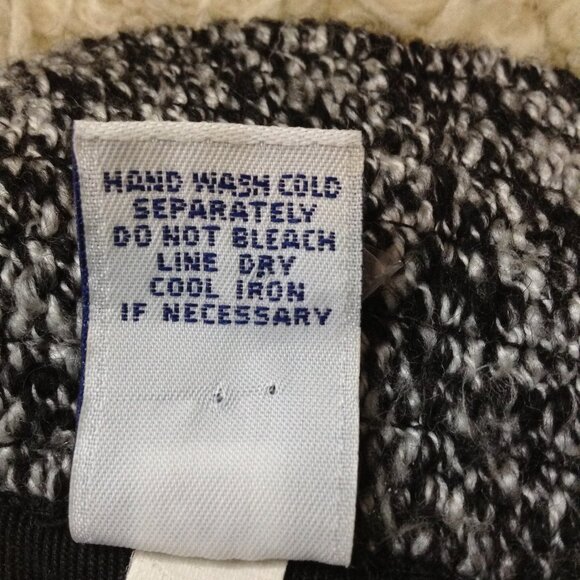 HAND WASH COLD
SEPARATELY
DO NOT BLEACH
LINE DRY
COOL IRON
IF NECESSARY